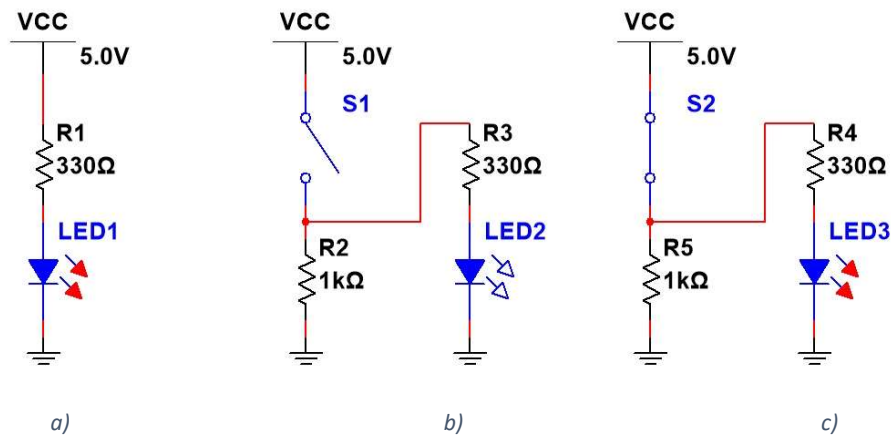 VCC
5.0V
R1
330Ω
LED1
a)
VCC
5.0V
S1
R3
330Ω
R2
1kΩ
LED2
b)
VCC
5.0V
S2
R4
330Ω
R5
1kΩ
LED3
c)